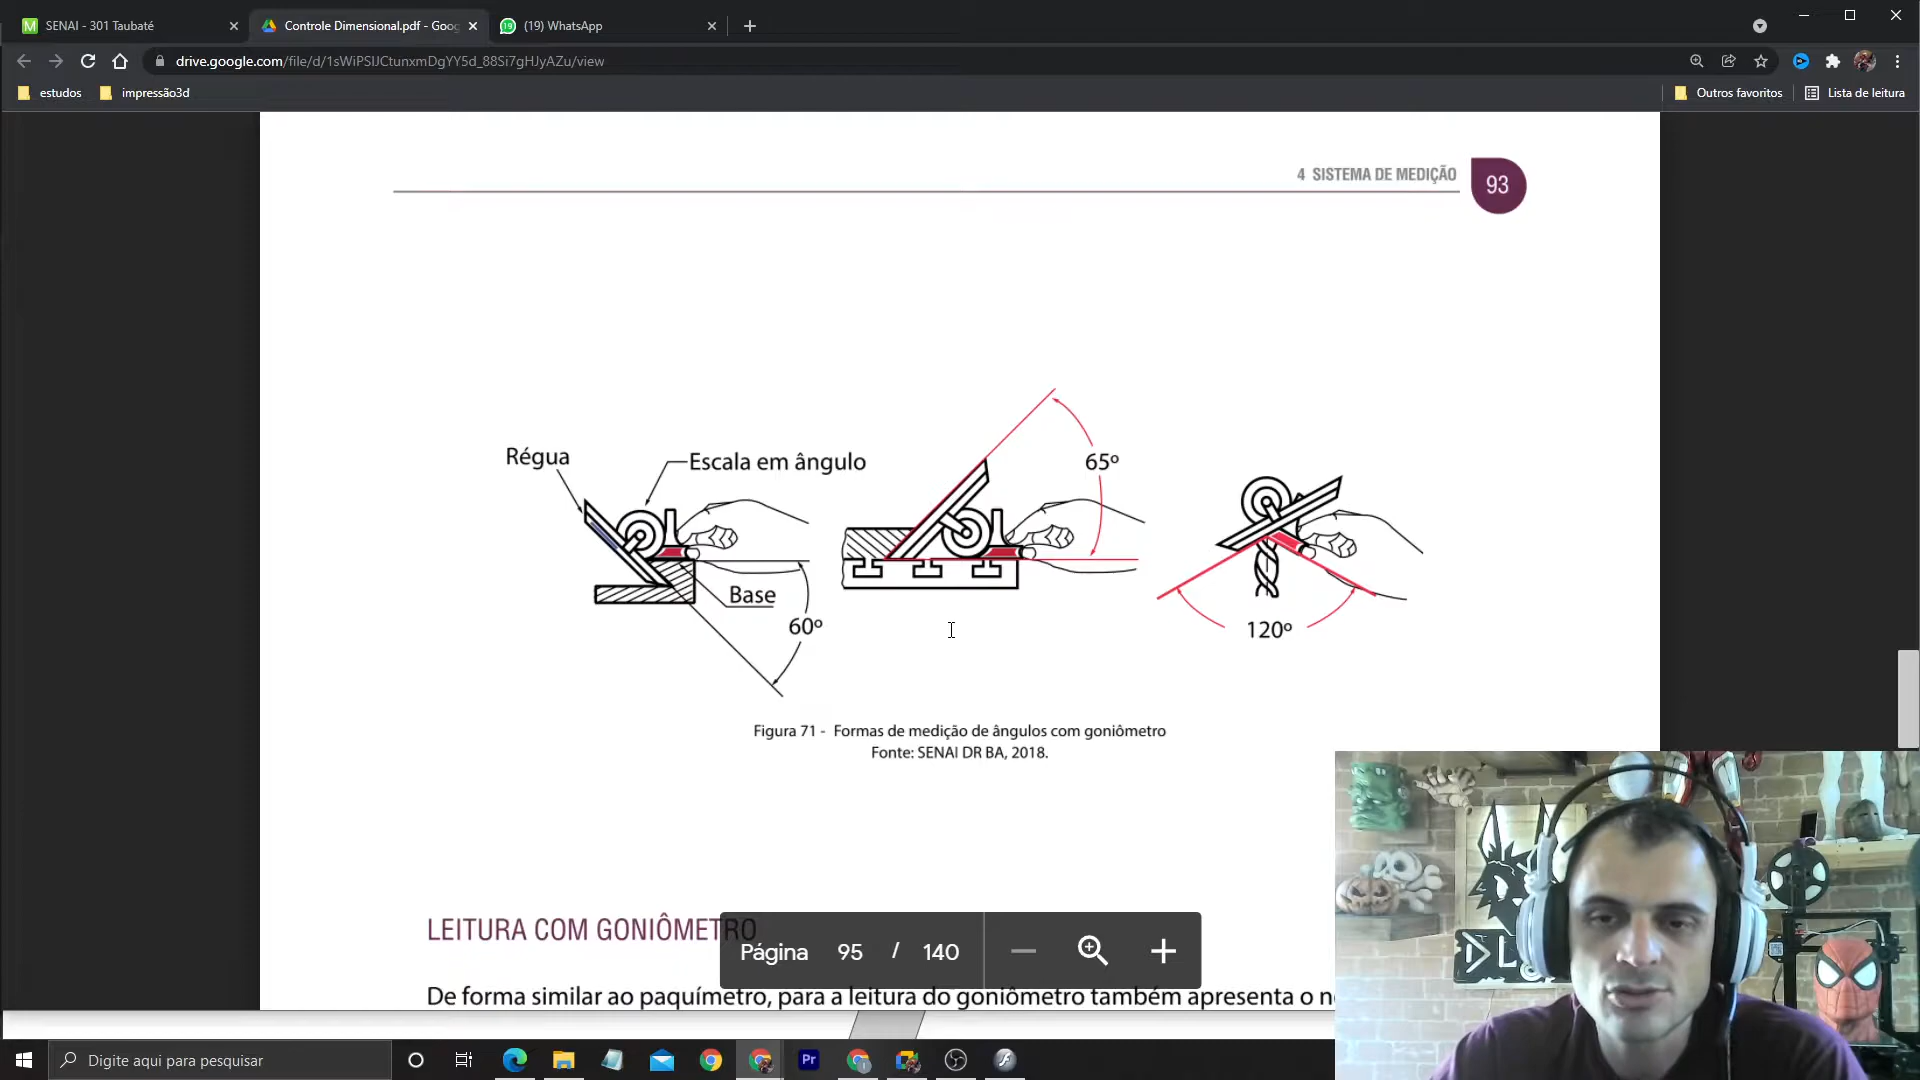 SENAI - 301 Taubaté
Controle Dimensional.pdf - Goog
19
(19) WhatsApp
drive.google.com/file/d/1sWiPSIJCtunxmDgYY5d_88Si7gHJyAZu/view
estudos
impressão3d
Outros favoritos
Lista de leitura
4 SISTEMA DE MEDIÇÃO
93
Régua
Escala em ângulo
65º
Base
60º
120º
Figura 71 - Formas de medição de ângulos com goniômetro
Fonte: SENAI DR BA, 2018.
LEITURA COM GONIÔMETRO
Página 95 / 140
De forma similar ao paquímetro, para a leitura do goniômetro também apresenta o
Digite aqui para pesquisar
Pr